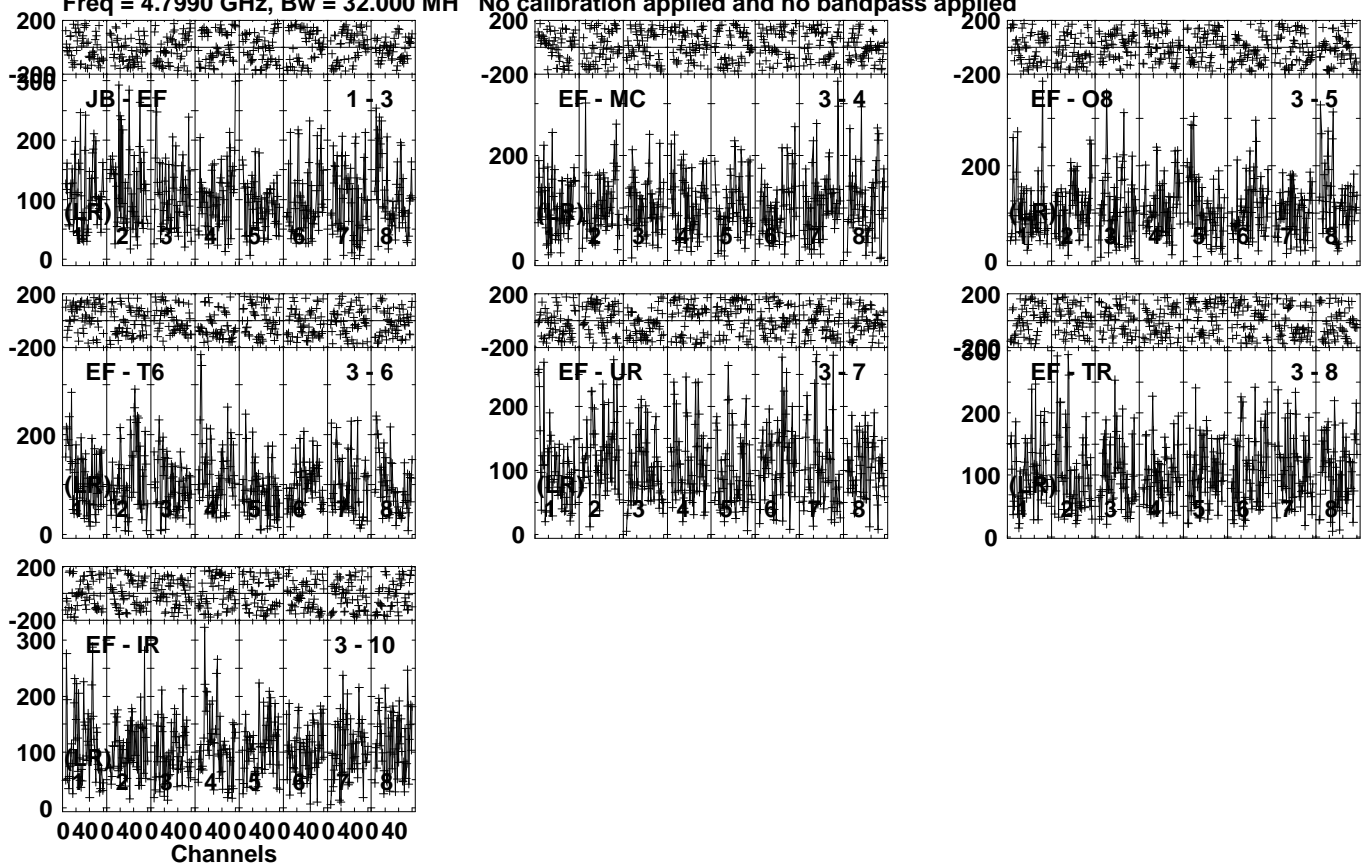 Freq = 4.7990 GHz, Bw = 32.000 MH No calibration applied and no bandpass applied
200 200 200
-200 -200 -200
300
JB - EF 1 - 3 EF - MC 3 - 4 EF - O8 3 - 5
200 200 200
100
(LR) (LR) (LR)
1 2 3 4 5 6 7 8 1 2 3 4 5 6 7 8 1 2 3 4 5 6 7 8
0 0 0
200 200 200
-200 -200 -200
300
EF - T6 3 - 6 EF - UR 3 - 7 EF - TR 3 - 8
200 200 200
100 100
(LR) (LR) (LR)
1 2 3 4 5 6 7 8 1 2 3 4 5 6 7 8 1 2 3 4 5 6 7 8
0 0 0
200
-200
300
EF - IR 3 - 10
200
100
(LR)
1 2 3 4 5 6 7 8
0
0 40 0 40 0 40 0 40 0 40 0 40 0 40 0 40
Channels